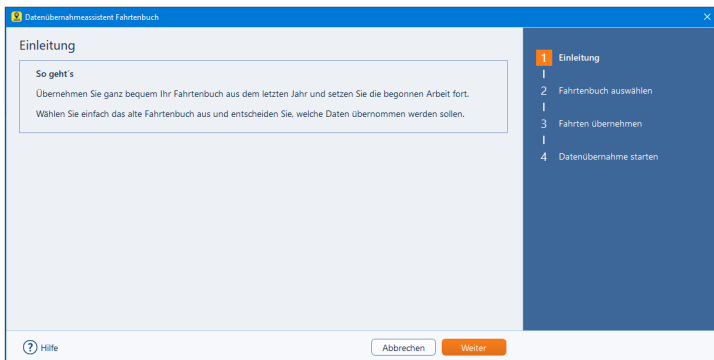 Datenübernahmeassistent Fahrtenbuch
Einleitung
So geht´s
Übernehmen Sie ganz bequem Ihr Fahrtenbuch aus dem letzten Jahr und setzen Sie die begonnen Arbeit fort.
Wählen Sie einfach das alte Fahrtenbuch aus und entscheiden Sie, welche Daten übernommen werden sollen.
1 Einleitung
2 Fahrtenbuch auswählen
3 Fahrten übernehmen
4 Datenübernahme starten
? Hilfe
Abbrechen
Weiter